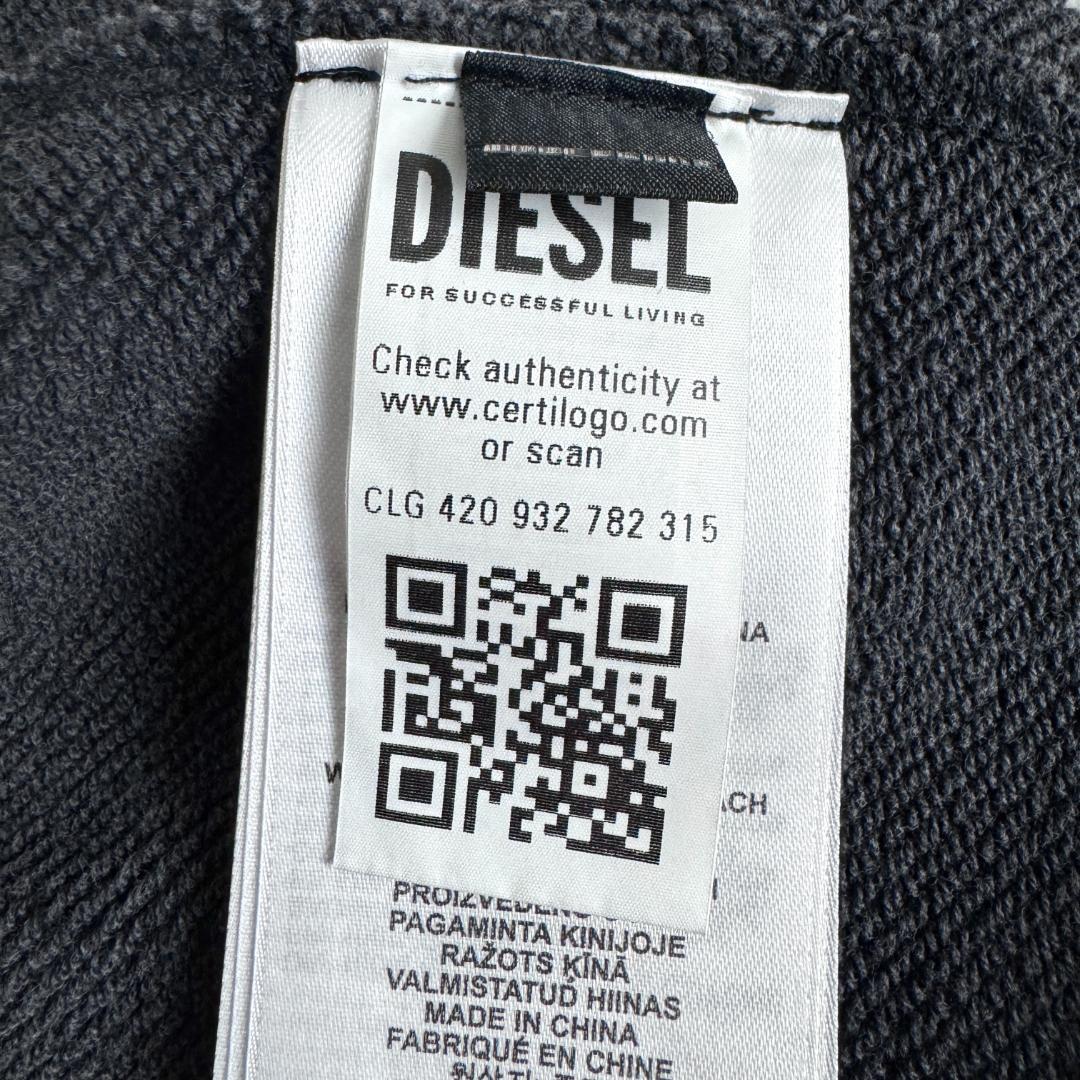 DIESEL
FOR SUCCESSFUL LIVING
Check authenticity at
www.certilogo.com
or scan
CLG 420 932 782 315
PAGAMINTA KINIJOJE
RAŽOTS ĶĪNĀ
VALMISTATUD HIINAS
MADE IN CHINA
FABRIQUÉ EN CHINE